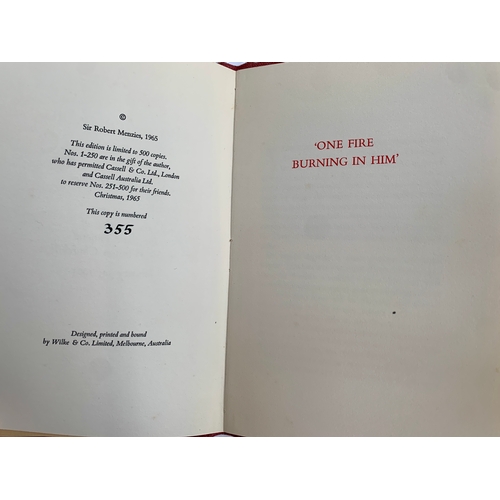 ©
Sir Robert Menzies, 1965
This edition is limited to 500 copies.
Nos. 1-250 are in the gift of the author,
who has permitted Cassell & Co. Ltd., London
and Cassell Australia Ltd.
to reserve Nos. 251-500 for their friends.
Christmas, 1965
This copy is numbered
355
Designed, printed and bound
by Wilke & Co. Limited, Melbourne, Australia
'ONE FIRE
BURNING IN HIM'